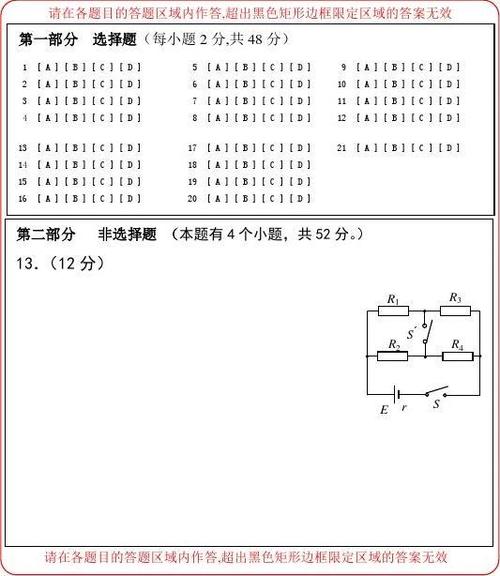 请在各题目的答题区域内作答,超出黑色矩形边框限定区域的答案无效
第一部分 选择题（每小题 2 分,共 48 分）
1 [ A ] [ B ] [ C ] [ D ] 5 [ A ] [ B ] [ C ] [ D ] 9 [ A ] [ B ] [ C ] [ D ]
2 [ A ] [ B ] [ C ] [ D ] 6 [ A ] [ B ] [ C ] [ D ] 10 [ A ] [ B ] [ C ] [ D ]
3 [ A ] [ B ] [ C ] [ D ] 7 [ A ] [ B ] [ C ] [ D ] 11 [ A ] [ B ] [ C ] [ D ]
4 [ A ] [ B ] [ C ] [ D ] 8 [ A ] [ B ] [ C ] [ D ] 12 [ A ] [ B ] [ C ] [ D ]
13 [ A ] [ B ] [ C ] [ D ] 17 [ A ] [ B ] [ C ] [ D ] 21 [ A ] [ B ] [ C ] [ D ]
14 [ A ] [ B ] [ C ] [ D ] 18 [ A ] [ B ] [ C ] [ D ]
15 [ A ] [ B ] [ C ] [ D ] 19 [ A ] [ B ] [ C ] [ D ]
16 [ A ] [ B ] [ C ] [ D ] 20 [ A ] [ B ] [ C ] [ D ]
第二部分 非选择题 （本题有 4 个小题，共 52 分。）
13.（12 分）
R1 R3
S′
R2 R4
E r S
请在各题目的答题区域内作答,超出黑色矩形边框限定区域的答案无效